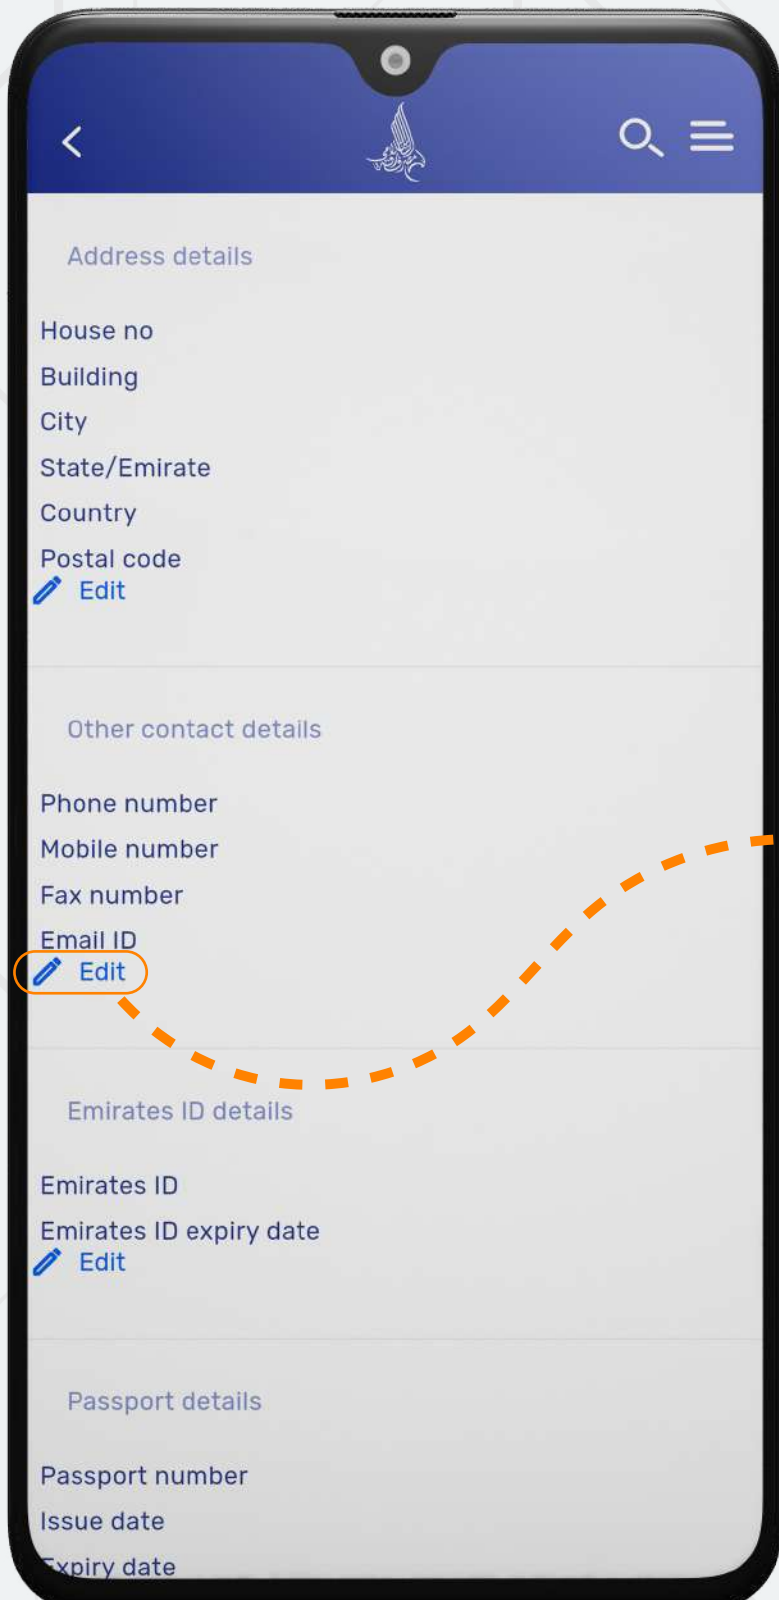 Address details
House no
Building
City
State/Emirate
Country
Postal code
Edit
Other contact details
Phone number
Mobile number
Fax number
Email ID
Edit
Emirates ID details
Emirates ID
Emirates ID expiry date
Edit
Passport details
Passport number
Issue date
Expiry date